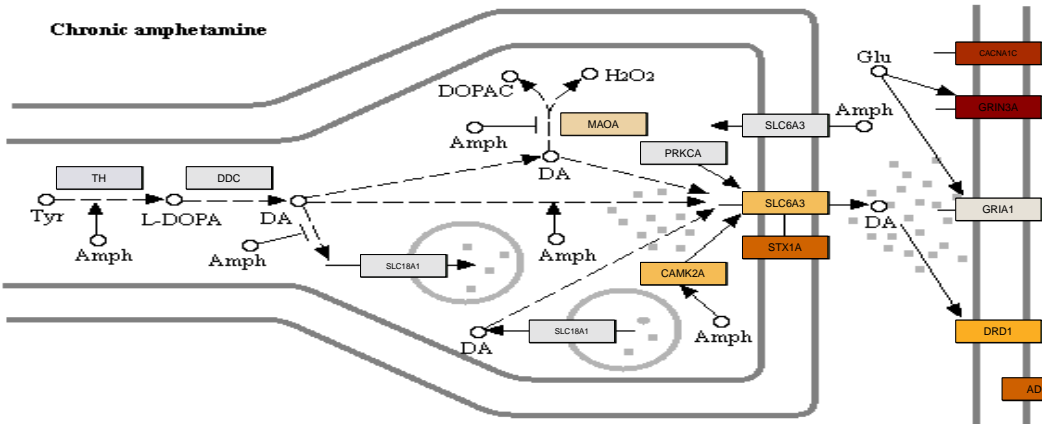 Chronic amphetamine
CACNA1C
Glu
DOPAC
H2O2
GRIN3A
Amph
MAOA
Amph
SLC6A3
PRKCA
DA
TH
DDC
SLC6A3
GRIA1
Tyr
L-DOPA
DA
DA
Amph
Amph
Amph
STX1A
SLC18A1
CAMK2A
SLC18A1
DRD1
DA
Amph
AD